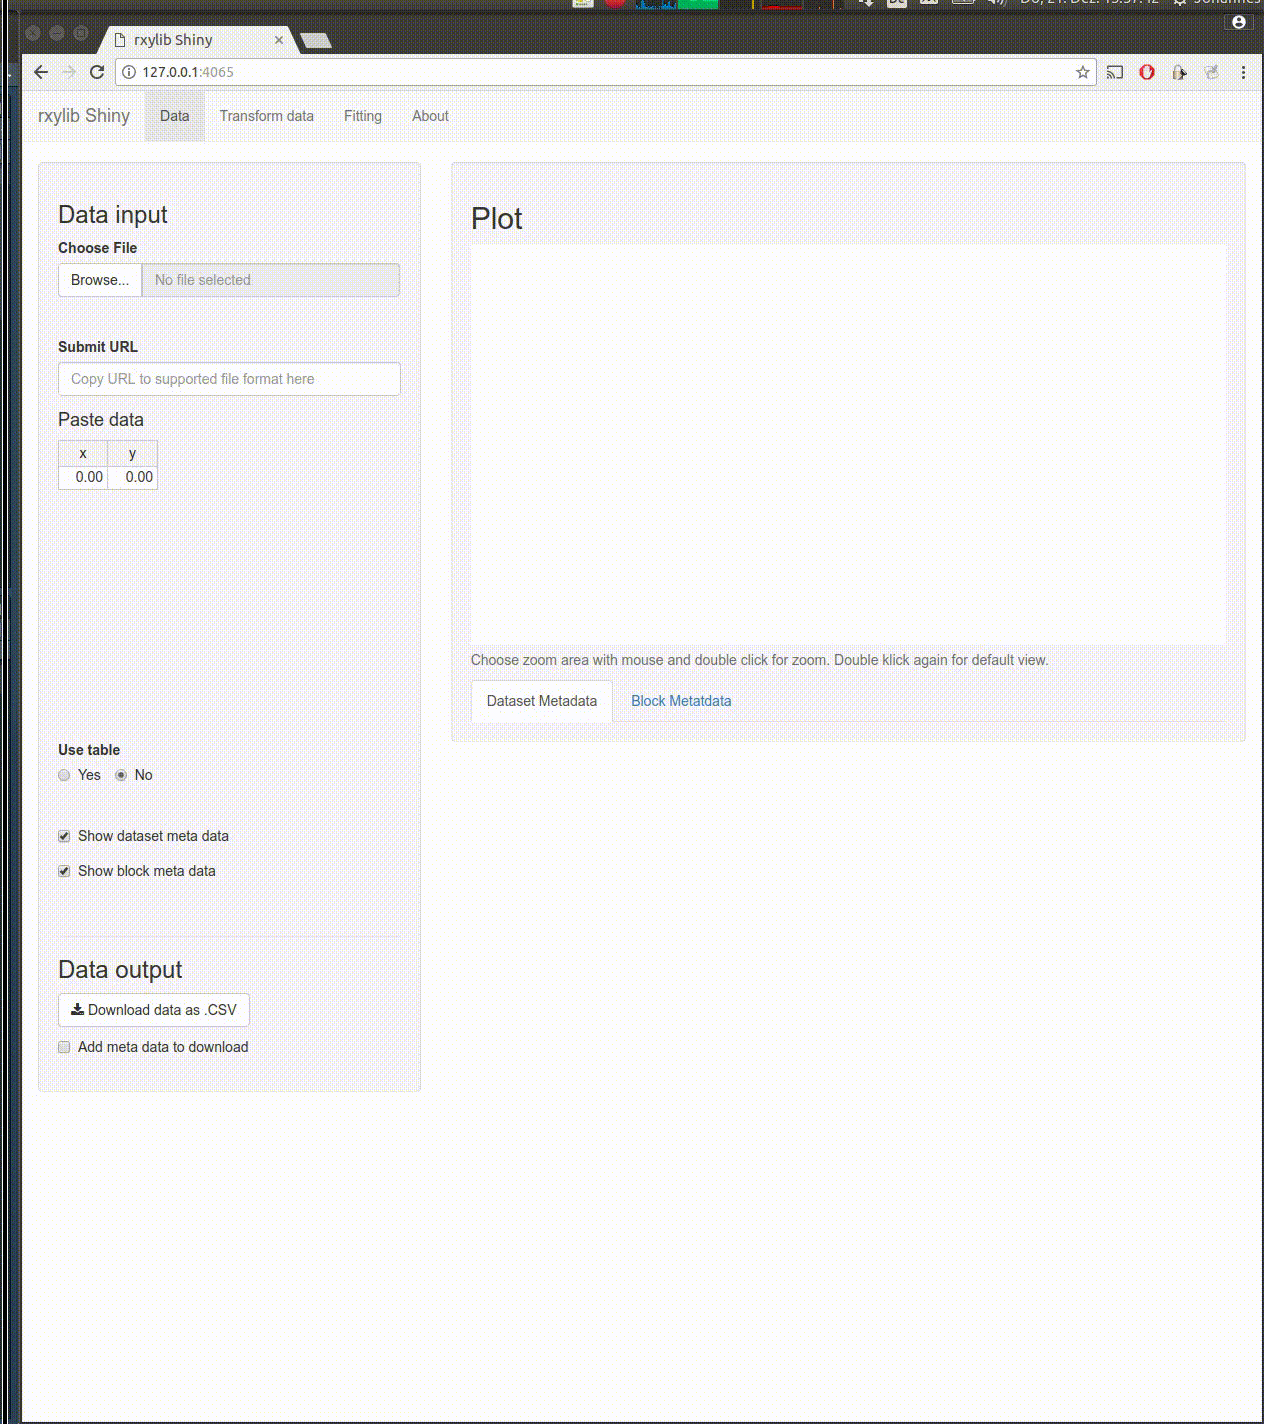 rxylib Shiny
127.0.0.1:4065
rxylib Shiny Data Transform data Fitting About
Data input
Choose File
Browse... No file selected
Submit URL
Copy URL to supported file format here
Paste data
x y
0.00 0.00
Use table
Yes No
Show dataset meta data
Show block meta data
Data output
Download data as .CSV
Add meta data to download
Plot
Choose zoom area with mouse and double click for zoom. Double klick again for default view.
Dataset Metadata Block Metatdata